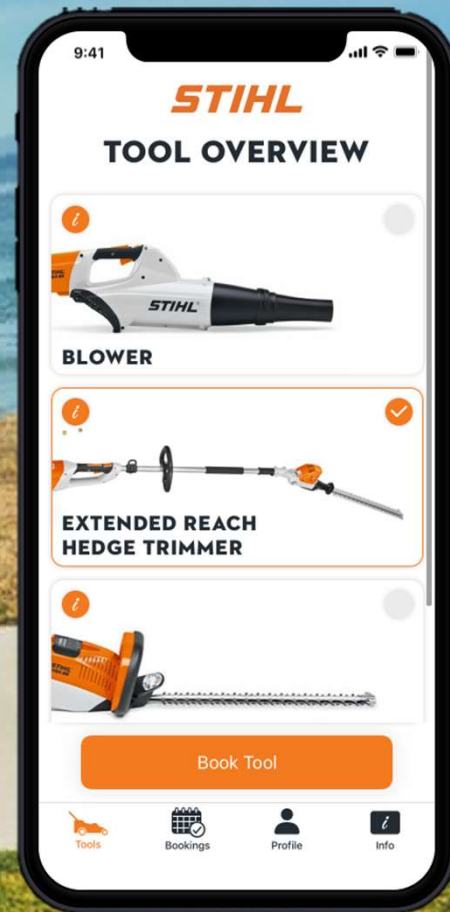 9:41
STIHL
TOOL OVERVIEW
i
STIHL
BLOWER
i
EXTENDED REACH
HEDGE TRIMMER
i
Book Tool
Tools
Bookings
Profile
i
Info